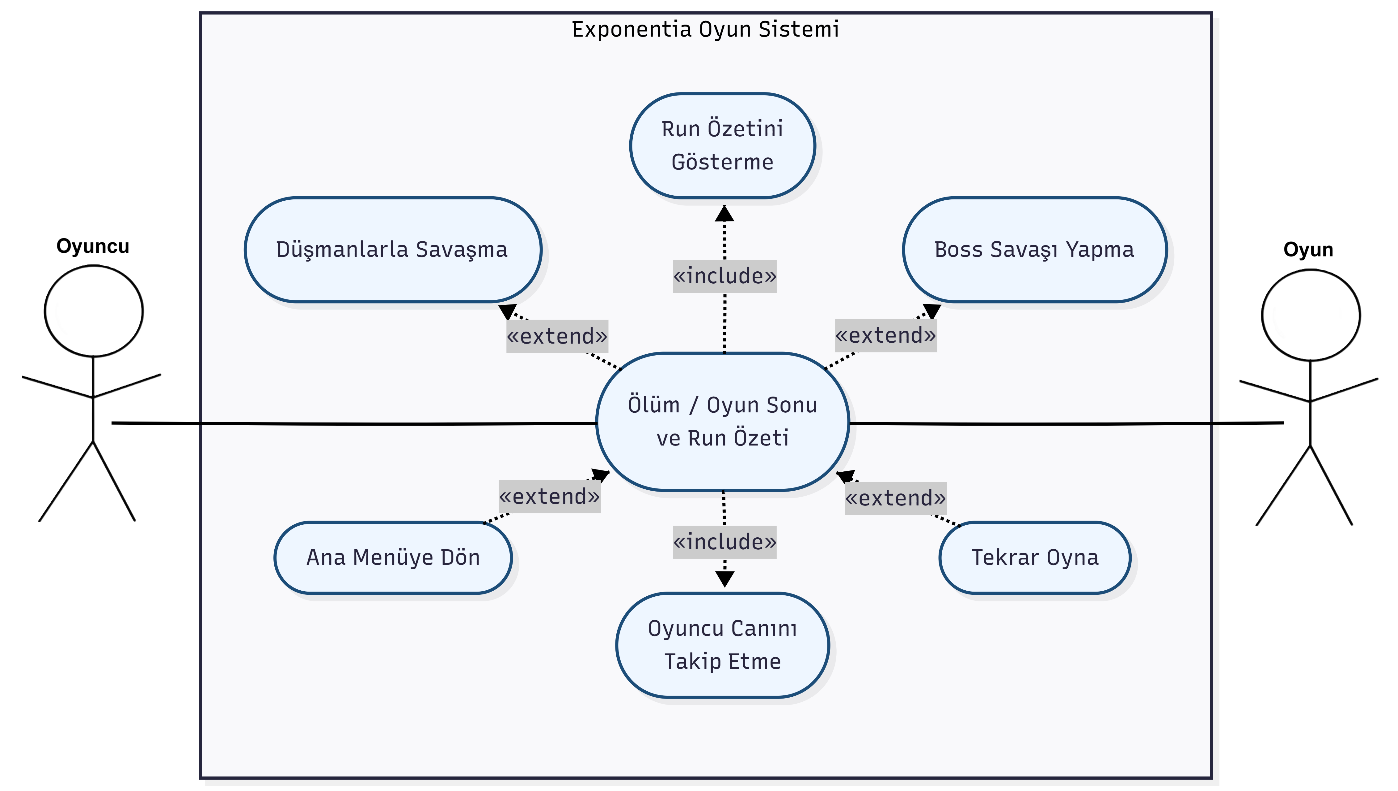 Exponentia Oyun Sistemi
Run Özetini
Gösterme
Düşmanlarla Savaşma
Boss Savaşı Yapma
Oyuncu
Oyun
«include»
«extend»
«extend»
Ölüm / Oyun Sonu
ve Run Özeti
«extend»
«extend»
«include»
Ana Menüye Dön
Tekrar Oyna
Oyuncu Canını
Takip Etme